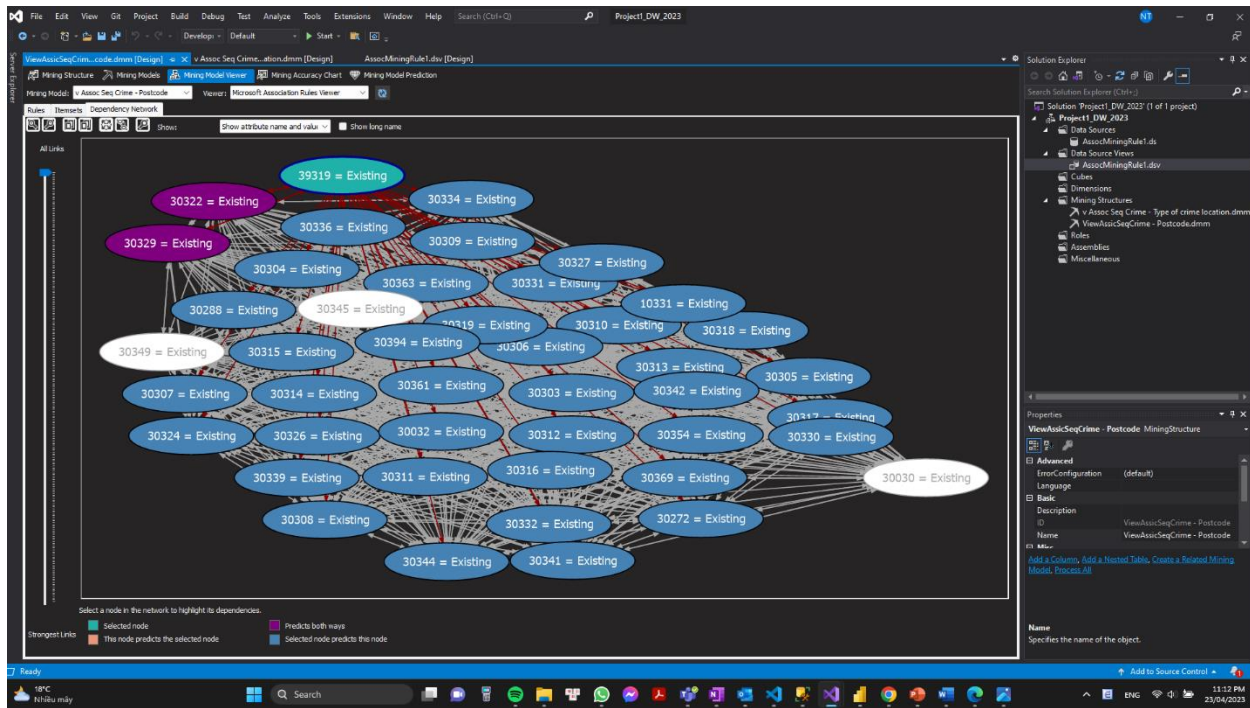 File Edit View Git Project Build Debug Test Analyze Tools Extensions Window Help Search (Ctrl+Q) Project1_DW_2023 NT
Develop Default Start
ViewAssicSeqCrim...code.dmm [Design] v Assoc Seq Crime...ation.dmm [Design] AssocMiningRule1.dsv [Design]
Mining Structure Mining Models Mining Model Viewer Mining Accuracy Chart Mining Model Prediction
Mining Model: v Assoc Seq Crime - Postcode Viewer: Microsoft Association Rules Viewer
Rules Itemsets Dependency Network
Show: Show attribute name and value Show long name
Server Explorer
All Links
39319 = Existing
30322 = Existing
30334 = Existing
30336 = Existing
30329 = Existing
30309 = Existing
30327 = Existing
30304 = Existing
30363 = Existing
30331 = Existing
10331 = Existing
30288 = Existing
30345 = Existing
30319 = Existing
30310 = Existing
30318 = Existing
30349 = Existing
30315 = Existing
30394 = Existing
30306 = Existing
30313 = Existing
30305 = Existing
30307 = Existing
30314 = Existing
30361 = Existing
30303 = Existing
30342 = Existing
30317 = Existing
30324 = Existing
30326 = Existing
30032 = Existing
30312 = Existing
30354 = Existing
30330 = Existing
30339 = Existing
30311 = Existing
30316 = Existing
30369 = Existing
30030 = Existing
30308 = Existing
30332 = Existing
30272 = Existing
30344 = Existing
30341 = Existing
Strongest Links
Select a node in the network to highlight its dependencies.
Selected node Predicts both ways
This node predicts the selected node Selected node predicts this node
Solution Explorer
Search Solution Explorer (Ctrl+;)
Solution 'Project1_DW_2023' (1 of 1 project)
Project1_DW_2023
Data Sources
AssocMiningRule1.ds
Data Source Views
AssocMiningRule1.dsv
Cubes
Dimensions
Mining Structures
v Assoc Seq Crime - Type of crime location.dmm
ViewAssicSeqCrime - Postcode.dmm
Roles
Assemblies
Miscellaneous
Properties
ViewAssicSeqCrime - Postcode MiningStructure
Advanced
ErrorConfiguration (default)
Language
Basic
Description
ID ViewAssicSeqCrime - Postcode
Name ViewAssicSeqCrime - Postcode
Misc
Add a Column, Add a Nested Table, Create a Related Mining
Model, Process All
Name
Specifies the name of the object.
Ready Add to Source Control
18°C
Nhiều mây
Search
ENG
11:12 PM
23/04/2023